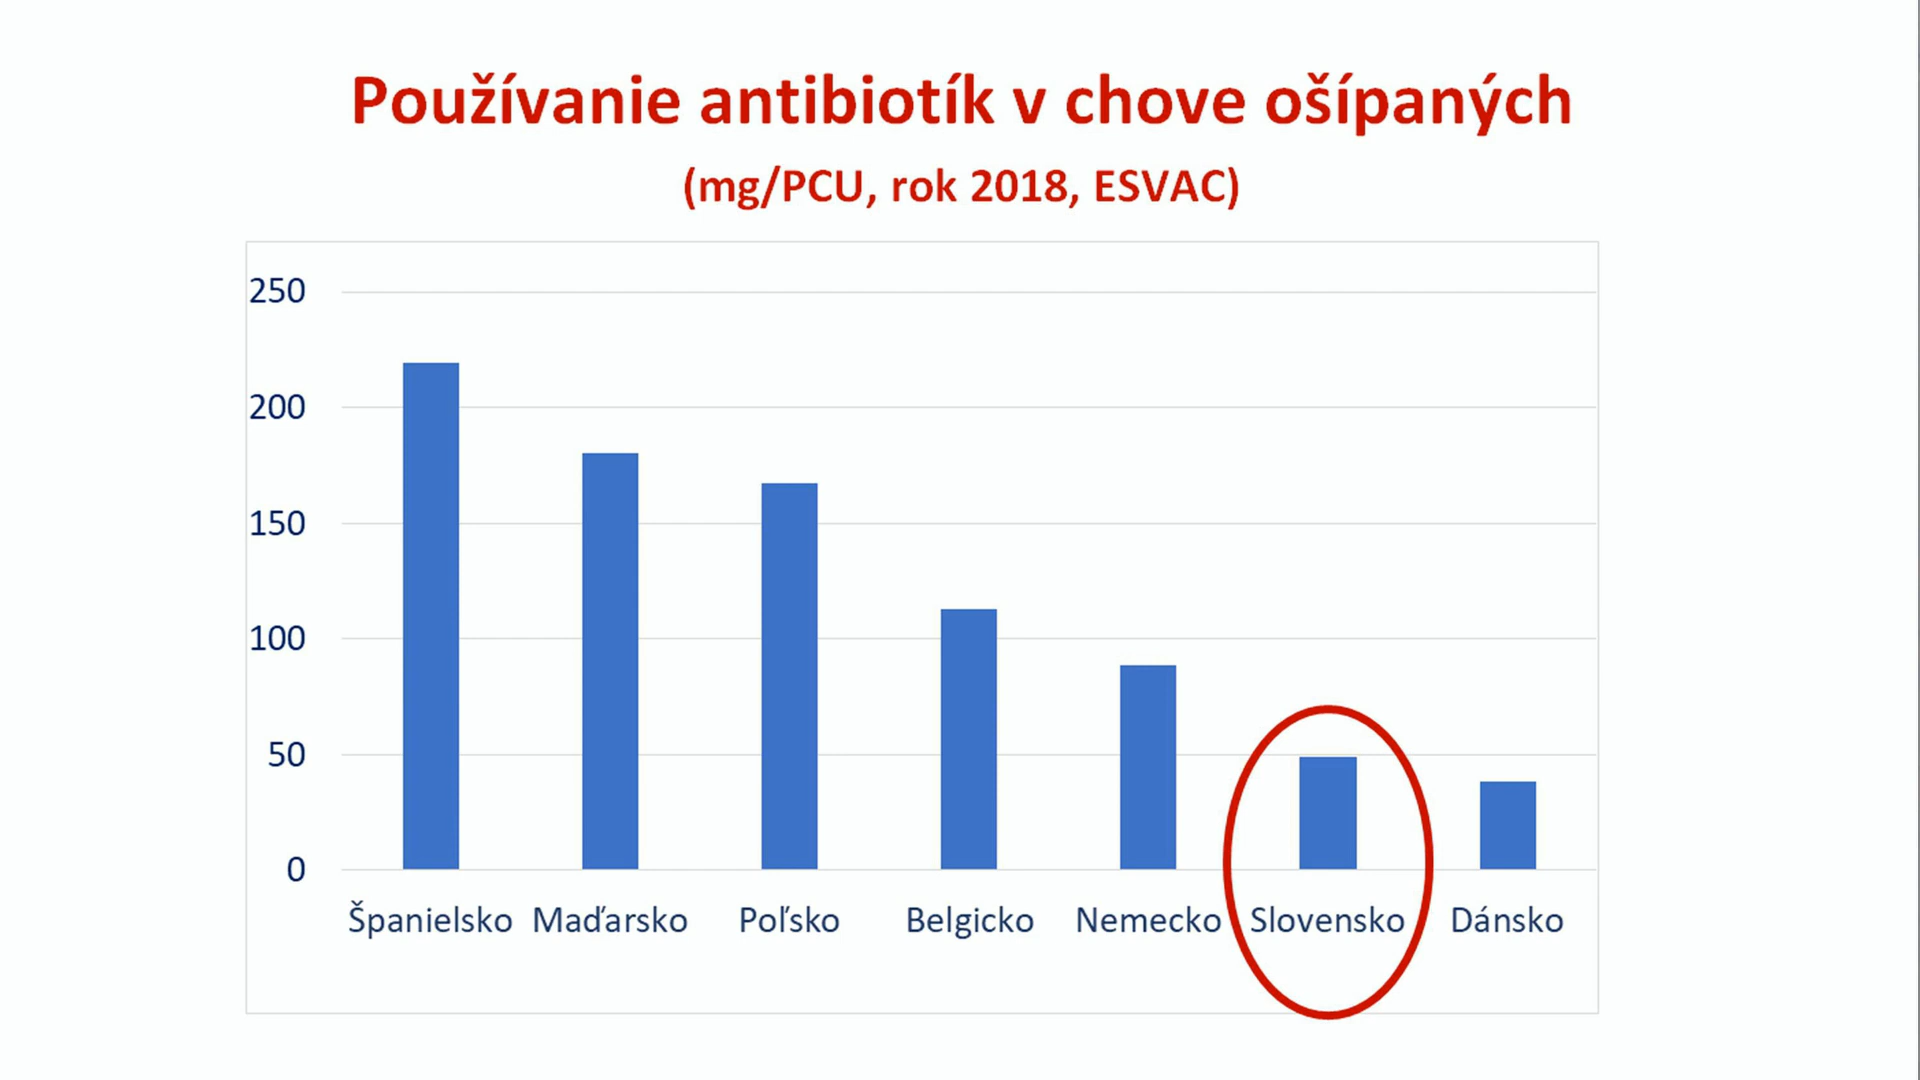 Používanie antibiotík v chove ošípaných
(mg/PCU, rok 2018, ESVAC)
250
200
150
100
50
0
Španielsko Maďarsko Poľsko Belgicko Nemecko Slovensko Dánsko